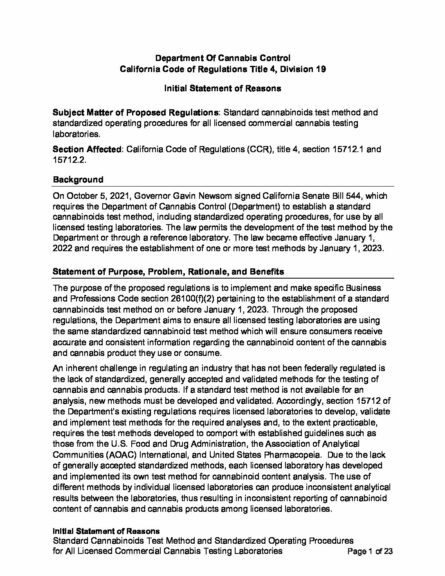 Department Of Cannabis Control
California Code of Regulations Title 4, Division 19
Initial Statement of Reasons
Subject Matter of Proposed Regulations: Standard cannabinoids test method and
standardized operating procedures for all licensed commercial cannabis testing
laboratories.
Section Affected: California Code of Regulations (CCR), title 4, section 15712.1 and
15712.2.
Background
On October 5, 2021, Governor Gavin Newsom signed California Senate Bill 544, which
requires the Department of Cannabis Control (Department) to establish a standard
cannabinoids test method, including standardized operating procedures, for use by all
licensed testing laboratories. The law permits the development of the test method by the
Department or through a reference laboratory. The law became effective January 1,
2022 and requires the establishment of one or more test methods by January 1, 2023.
Statement of Purpose, Problem, Rationale, and Benefits
The purpose of the proposed regulations is to implement and make specific Business
and Professions Code section 26100(f)(2) pertaining to the establishment of a standard
cannabinoids test method on or before January 1, 2023. Through the proposed
regulations, the Department aims to ensure all licensed testing laboratories are using
the same standardized cannabinoid test method which will ensure consumers receive
accurate and consistent information regarding the cannabinoid content of the cannabis
and cannabis product they use or consume.
An inherent challenge in regulating an industry that has not been federally regulated is
the lack of standardized, generally accepted and validated methods for the testing of
cannabis and cannabis products. If a standard test method is not available for an
analysis, new methods must be developed and validated. Accordingly, section 15712 of
the Department's existing regulations requires licensed laboratories to develop, validate
and implement test methods for the required analyses and, to the extent practicable,
requires the test methods developed to comport with established guidelines such as
those from the U.S. Food and Drug Administration, the Association of Analytical
Communities (AOAC) International, and United States Pharmacopeia. Due to the lack
of generally accepted standardized methods, each licensed laboratory has developed
and implemented its own test method for cannabinoid content analysis. The use of
different methods by individual licensed laboratories can produce inconsistent analytical
results between the laboratories, thus resulting in inconsistent reporting of cannabinoid
content of cannabis and cannabis products among licensed laboratories.
Initial Statement of Reasons
Standard Cannabinoids Test Method and Standardized Operating Procedures
for All Licensed Commercial Cannabis Testing Laboratories Page 1 of 23